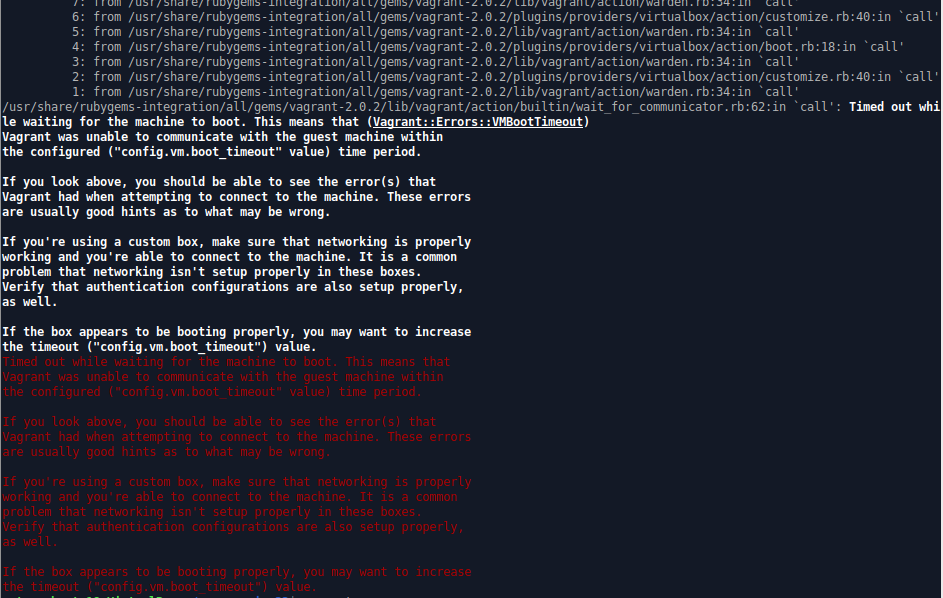 7: from /usr/share/rubygems-integration/all/gems/vagrant-2.0.2/lib/vagrant/action/warden.rb:34:in `call'
6: from /usr/share/rubygems-integration/all/gems/vagrant-2.0.2/plugins/providers/virtualbox/action/customize.rb:40:in `call'
5: from /usr/share/rubygems-integration/all/gems/vagrant-2.0.2/lib/vagrant/action/warden.rb:34:in `call'
4: from /usr/share/rubygems-integration/all/gems/vagrant-2.0.2/plugins/providers/virtualbox/action/boot.rb:18:in `call'
3: from /usr/share/rubygems-integration/all/gems/vagrant-2.0.2/lib/vagrant/action/warden.rb:34:in `call'
2: from /usr/share/rubygems-integration/all/gems/vagrant-2.0.2/plugins/providers/virtualbox/action/customize.rb:40:in `call'
1: from /usr/share/rubygems-integration/all/gems/vagrant-2.0.2/lib/vagrant/action/warden.rb:34:in `call'
/usr/share/rubygems-integration/all/gems/vagrant-2.0.2/lib/vagrant/action/builtin/wait_for_communicator.rb:62:in `call': Timed out whi
le waiting for the machine to boot. This means that (Vagrant::Errors::VMBootTimeout)
Vagrant was unable to communicate with the guest machine within
the configured ("config.vm.boot_timeout" value) time period.

If you look above, you should be able to see the error(s) that
Vagrant had when attempting to connect to the machine. These errors
are usually good hints as to what may be wrong.

If you're using a custom box, make sure that networking is properly
working and you're able to connect to the machine. It is a common
problem that networking isn't setup properly in these boxes.
Verify that authentication configurations are also setup properly,
as well.

If the box appears to be booting properly, you may want to increase
the timeout ("config.vm.boot_timeout") value.
Timed out while waiting for the machine to boot. This means that
Vagrant was unable to communicate with the guest machine within
the configured ("config.vm.boot_timeout" value) time period.

If you look above, you should be able to see the error(s) that
Vagrant had when attempting to connect to the machine. These errors
are usually good hints as to what may be wrong.

If you're using a custom box, make sure that networking is properly
working and you're able to connect to the machine. It is a common
problem that networking isn't setup properly in these boxes.
Verify that authentication configurations are also setup properly,
as well.

If the box appears to be booting properly, you may want to increase
the timeout ("config.vm.boot_timeout") value.